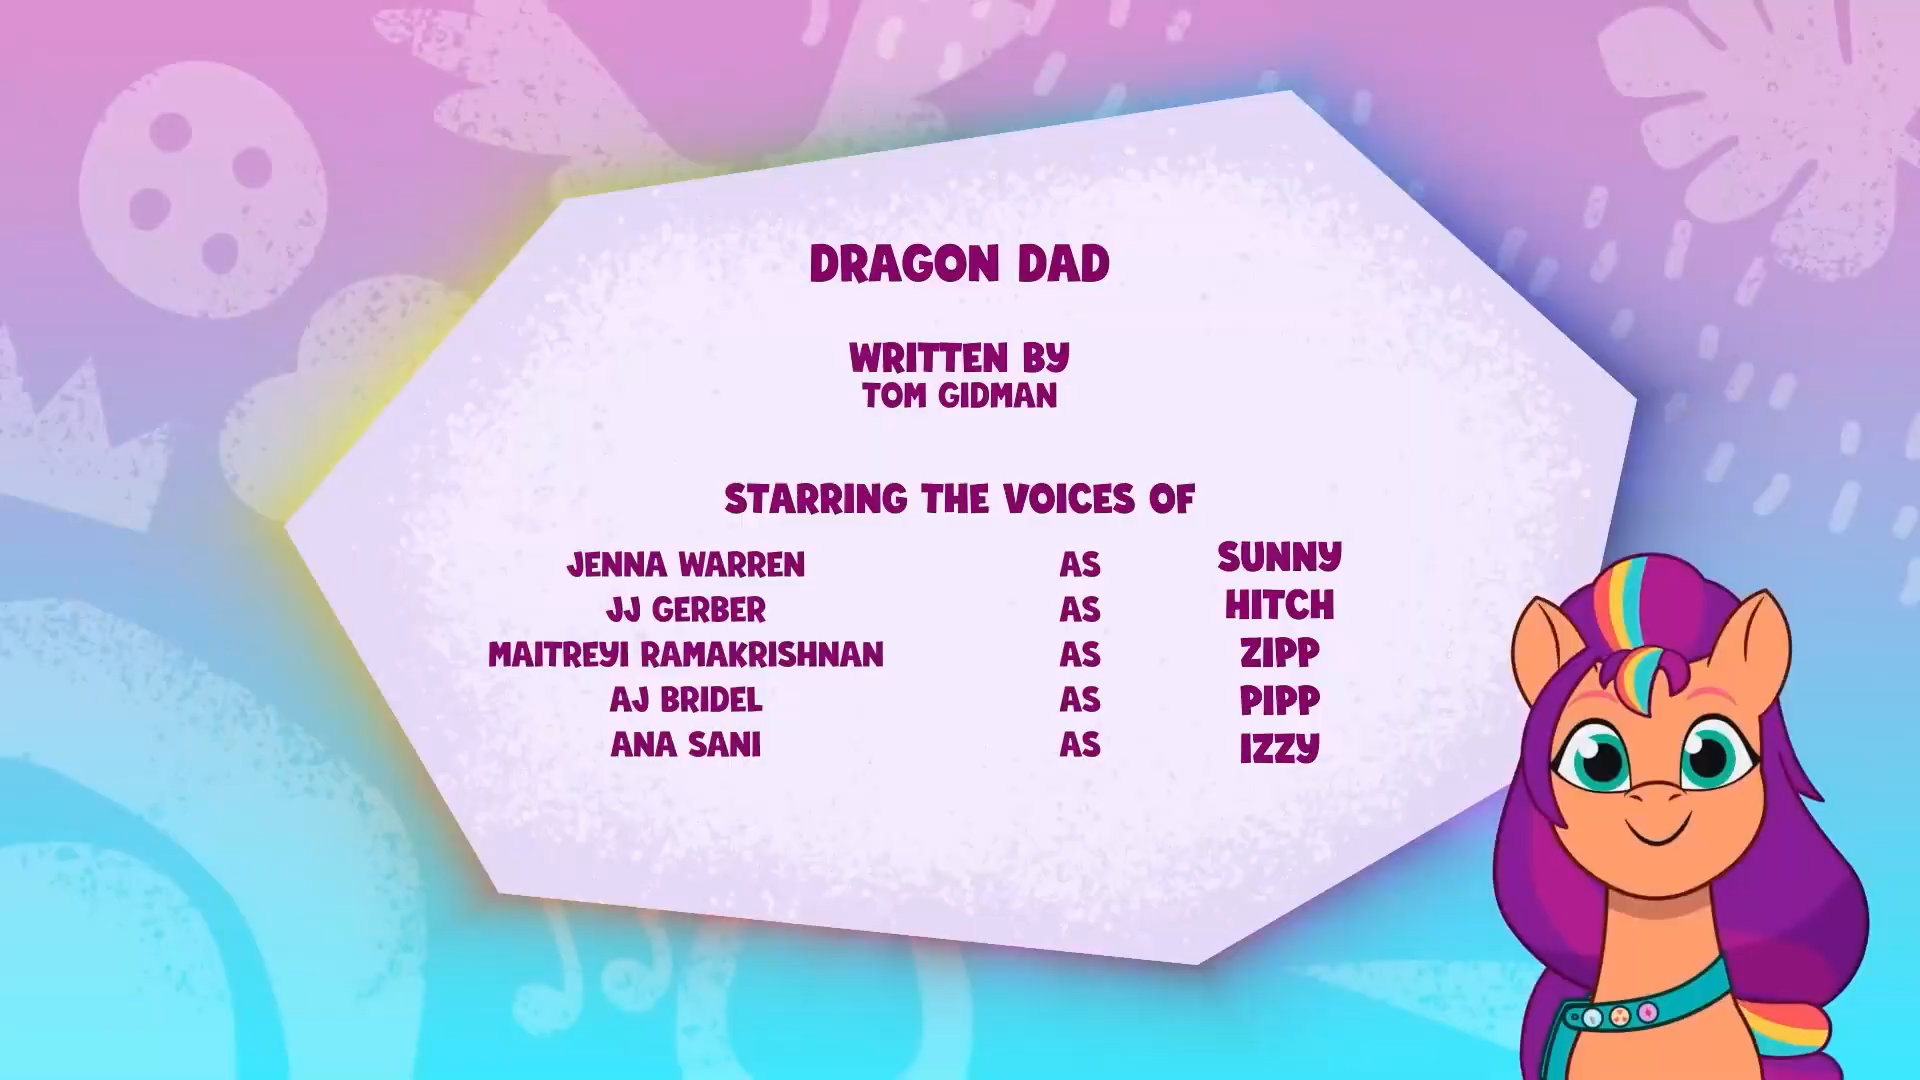 DRAGON DAD
WRITTEN BY
TOM GIDMAN
STARRING THE VOICES OF
JENNA WARREN AS SUNNY
JJ GERBER AS HITCH
MAITREYI RAMAKRISHNAN AS ZIPP
AJ BRIDEL AS PIPP
ANA SANI AS IZZY